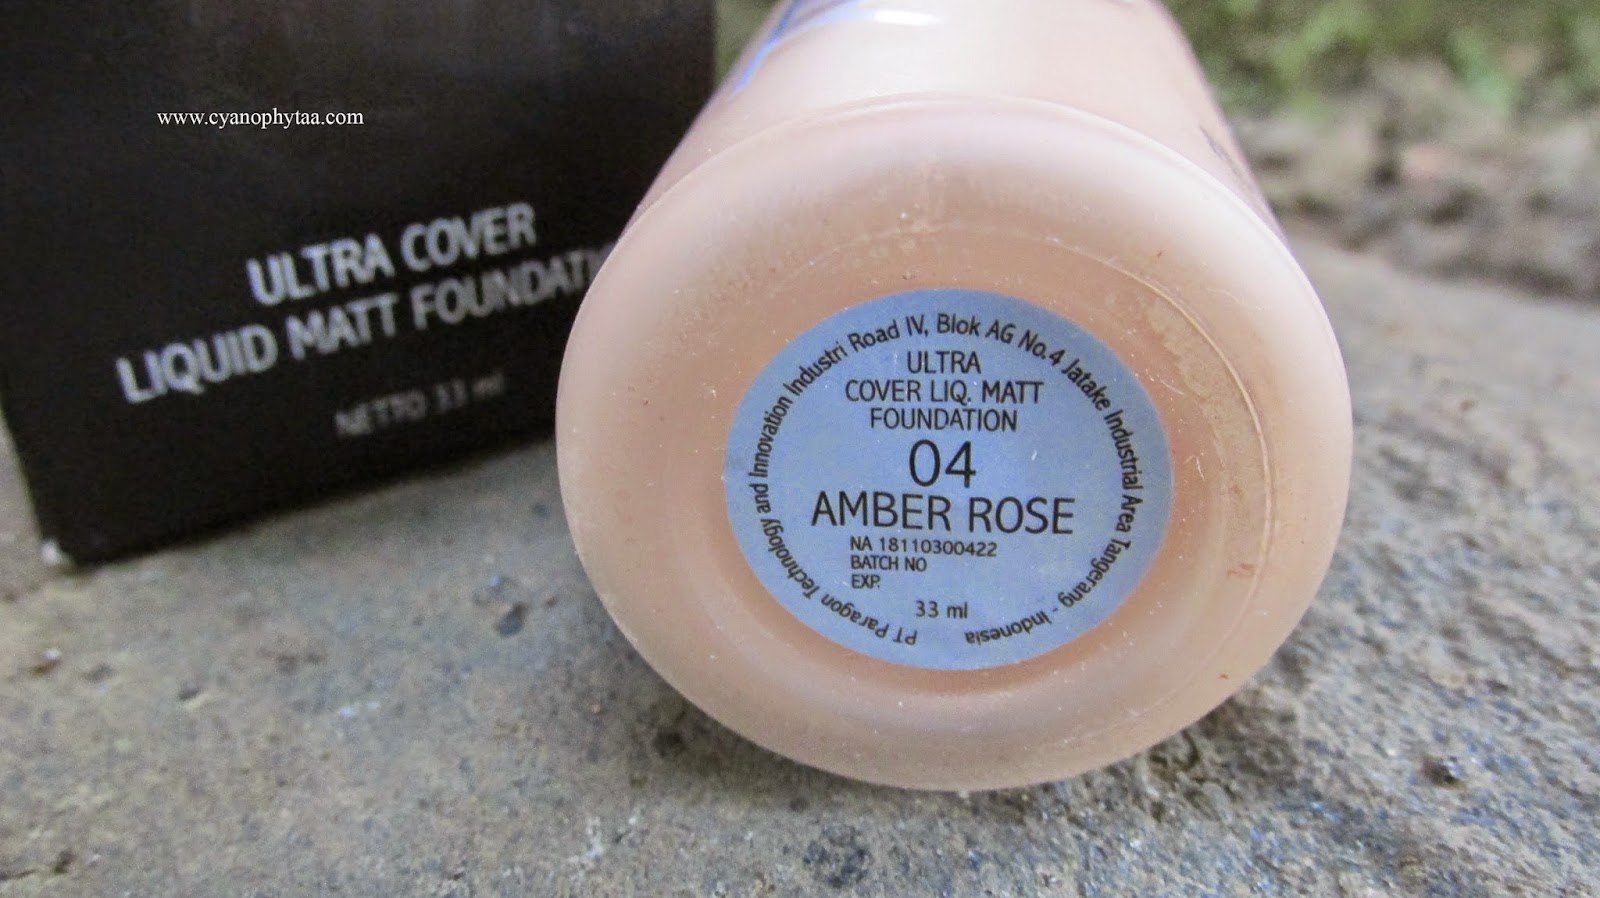 www.cyanophytaa.com
ULTRA COVER
LIQUID MATT FOUNDATI
NETTO 33 ml
PT Paragon Technology and Innovation Industri Road IV, Blok AG No.4 Jatake Industrial Area Tangerang - Indonesia
ULTRA
COVER LIQ. MATT
FOUNDATION
04
AMBER ROSE
NA 18110300422
BATCH NO
EXP.
33 ml